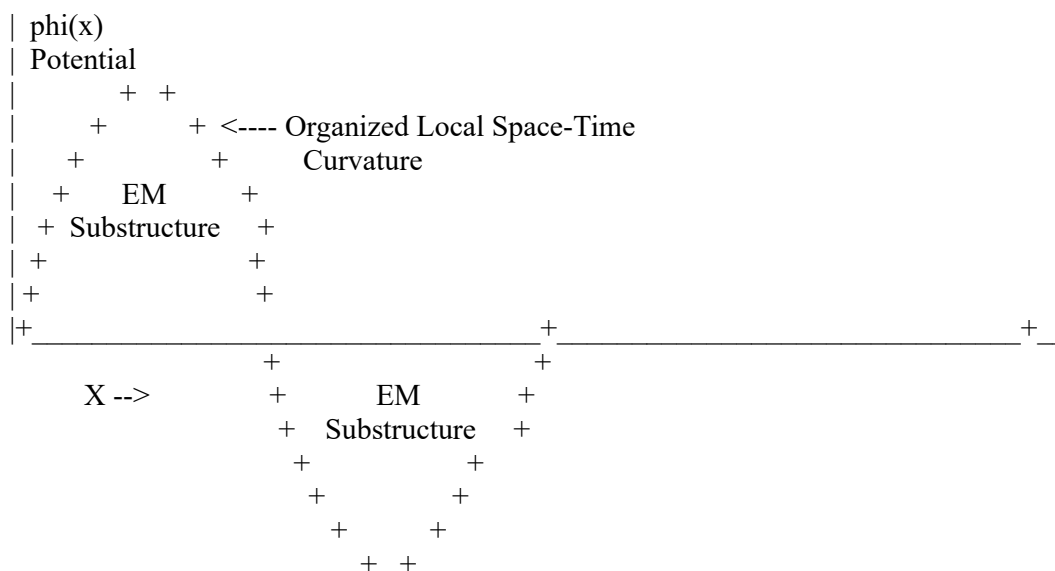 phi(x)
Potential
<---- Organized Local Space-Time
Curvature
EM
Substructure
X -->
EM
Substructure